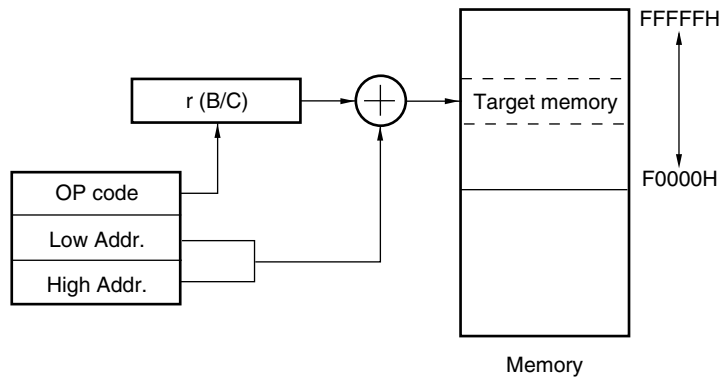 FFFFFH
r (B/C)
Target memory
OP code
F0000H
Low Addr.
High Addr.
Memory